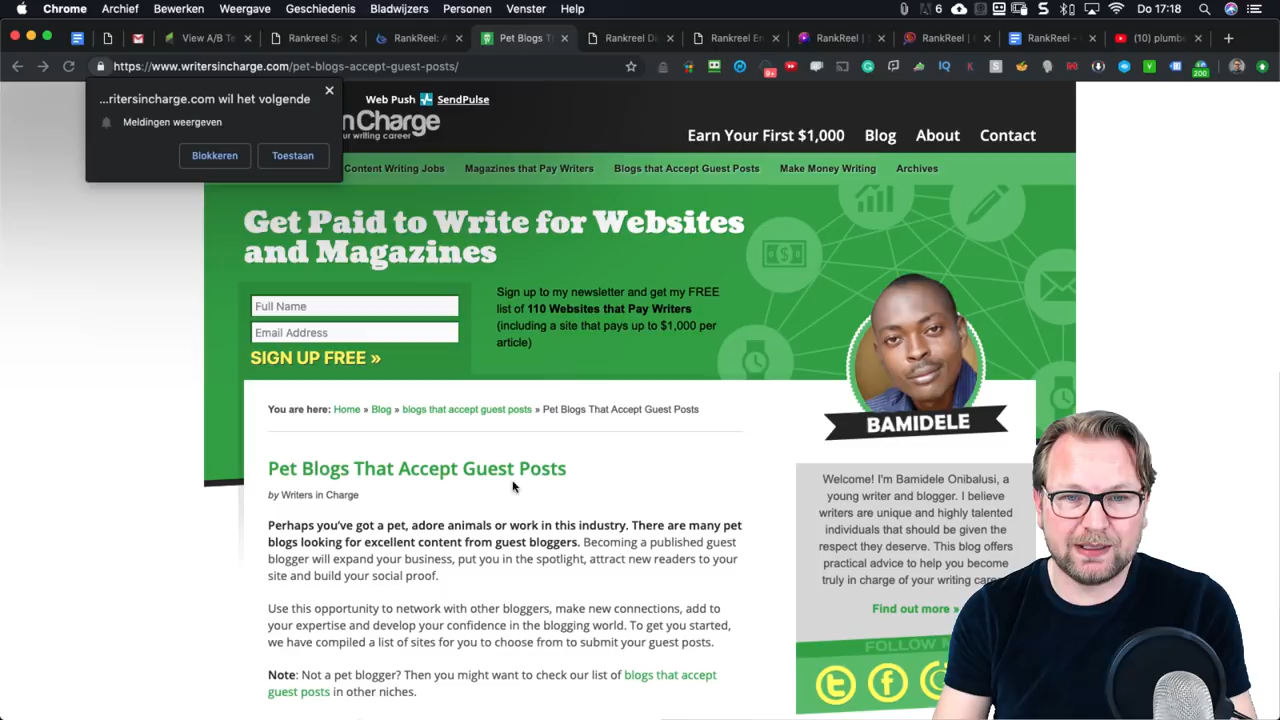 Chrome Archief Bewerken Weergave Geschiedenis Bladwijzers Personen Venster Help 6 Do 17:18
View A/B Te Rankreel Sp RankReel: A Pet Blogs T Rankreel De Rankreel En RankReel RankReel RankReel - (10) plumb
https://www.writersincharge.com/pet-blogs-accept-guest-posts/ 9+ 200
...ritersincharge.com wil het volgende
Meldingen weergeven
Blokkeren Toestaan
Web Push SendPulse
n Charge
ur writing career
Earn Your First $1,000 Blog About Contact
Content Writing Jobs Magazines that Pay Writers Blogs that Accept Guest Posts Make Money Writing Archives
Get Paid to Write for Websites
and Magazines
Full Name
Email Address
SIGN UP FREE »
Sign up to my newsletter and get my FREE
list of 110 Websites that Pay Writers
(including a site that pays up to $1,000 per
article)
BAMIDELE
You are here: Home » Blog » blogs that accept guest posts » Pet Blogs That Accept Guest Posts
Pet Blogs That Accept Guest Posts
by Writers in Charge
Perhaps you've got a pet, adore animals or work in this industry. There are many pet
blogs looking for excellent content from guest bloggers. Becoming a published guest
blogger will expand your business, put you in the spotlight, attract new readers to your
site and build your social proof.
Use this opportunity to network with other bloggers, make new connections, add to
your expertise and develop your confidence in the blogging world. To get you started,
we have compiled a list of sites for you to choose from to submit your guest posts.
Note: Not a pet blogger? Then you might want to check our list of blogs that accept
guest posts in other niches.
Welcome! I'm Bamidele Onibalusi, a
young writer and blogger. I believe
writers are unique and highly talented
individuals that should be given the
respect they deserve. This blog offers
practical advice to help you become
truly in charge of your writing
Find out more »
FOLLOW